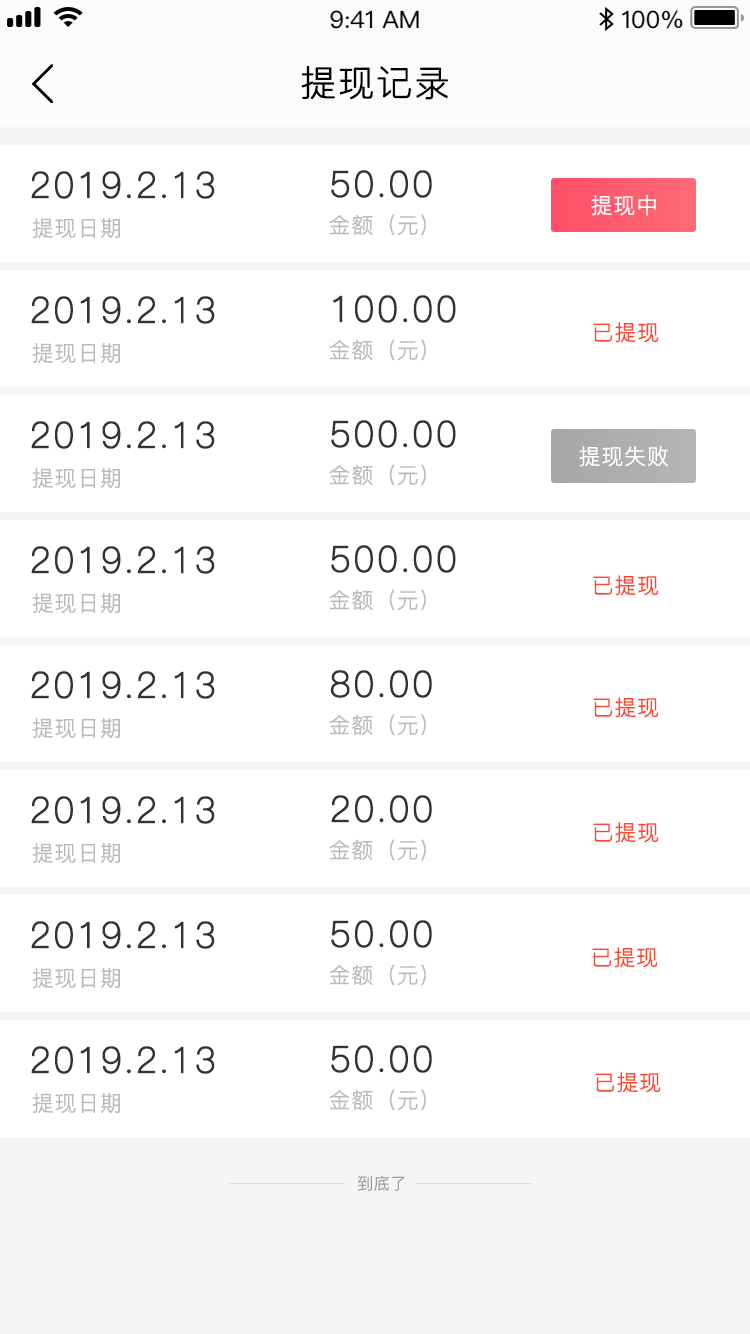 9:41 AM 100%
提现记录
2019.2.13 50.00 提现中
提现日期 金额（元）
2019.2.13 100.00 已提现
提现日期 金额（元）
2019.2.13 500.00 提现失败
提现日期 金额（元）
2019.2.13 500.00 已提现
提现日期 金额（元）
2019.2.13 80.00 已提现
提现日期 金额（元）
2019.2.13 20.00 已提现
提现日期 金额（元）
2019.2.13 50.00 已提现
提现日期 金额（元）
2019.2.13 50.00 已提现
提现日期 金额（元）
到底了